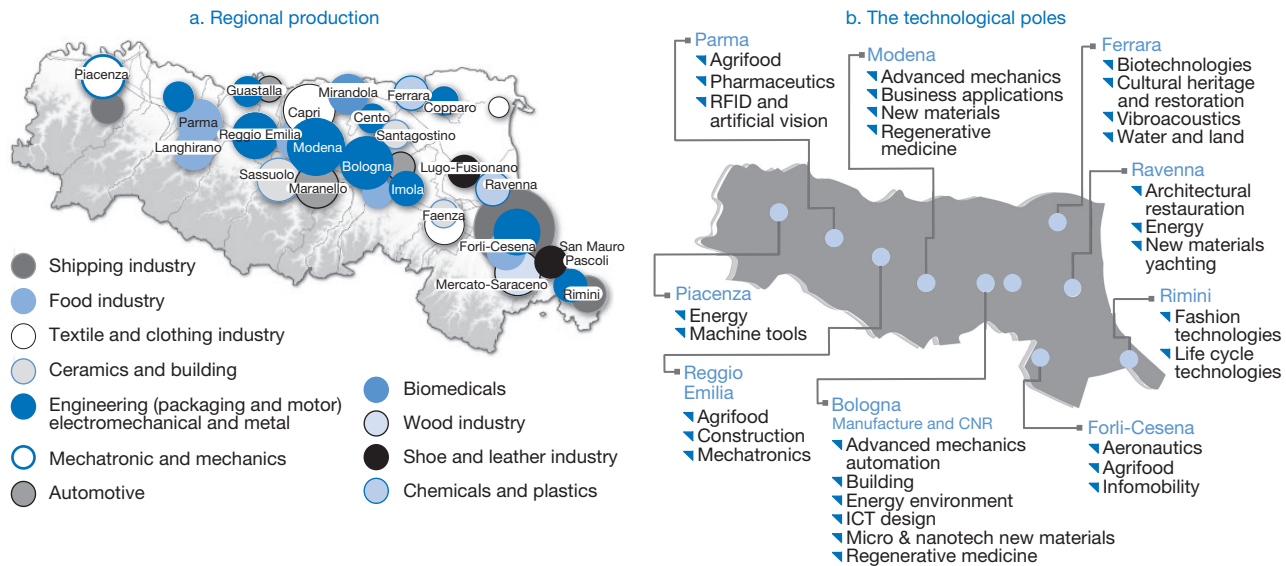 a. Regional production
Piacenza
Guastalla
Mirandola
Ferrara
Copparo
Capri
Cento
Parma
Reggio Emilia
Santagostino
Langhirano
Modena
Bologna
Lugo-Fusionano
Sassuolo
Maranello
Imola
Ravenna
Faenza
Forli-Cesena
San Mauro
Pascoli
Mercato-Saraceno
Rimini
Shipping industry
Food industry
Textile and clothing industry
Ceramics and building
Engineering (packaging and motor)
electromechanical and metal
Mechatronic and mechanics
Automotive
Biomedicals
Wood industry
Shoe and leather industry
Chemicals and plastics
b. The technological poles
Parma
Agrifood
Pharmaceutics
RFID and
artificial vision
Modena
Advanced mechanics
Business applications
New materials
Regenerative
medicine
Ferrara
Biotechnologies
Cultural heritage
and restoration
Vibroacoustics
Water and land
Ravenna
Architectural
restauration
Energy
New materials
yachting
Piacenza
Energy
Machine tools
Rimini
Fashion
technologies
Life cycle
technologies
Reggio
Emilia
Agrifood
Construction
Mechatronics
Bologna
Manufacture and CNR
Advanced mechanics
automation
Building
Energy environment
ICT design
Micro & nanotech new materials
Regenerative medicine
Forli-Cesena
Aeronautics
Agrifood
Infomobility